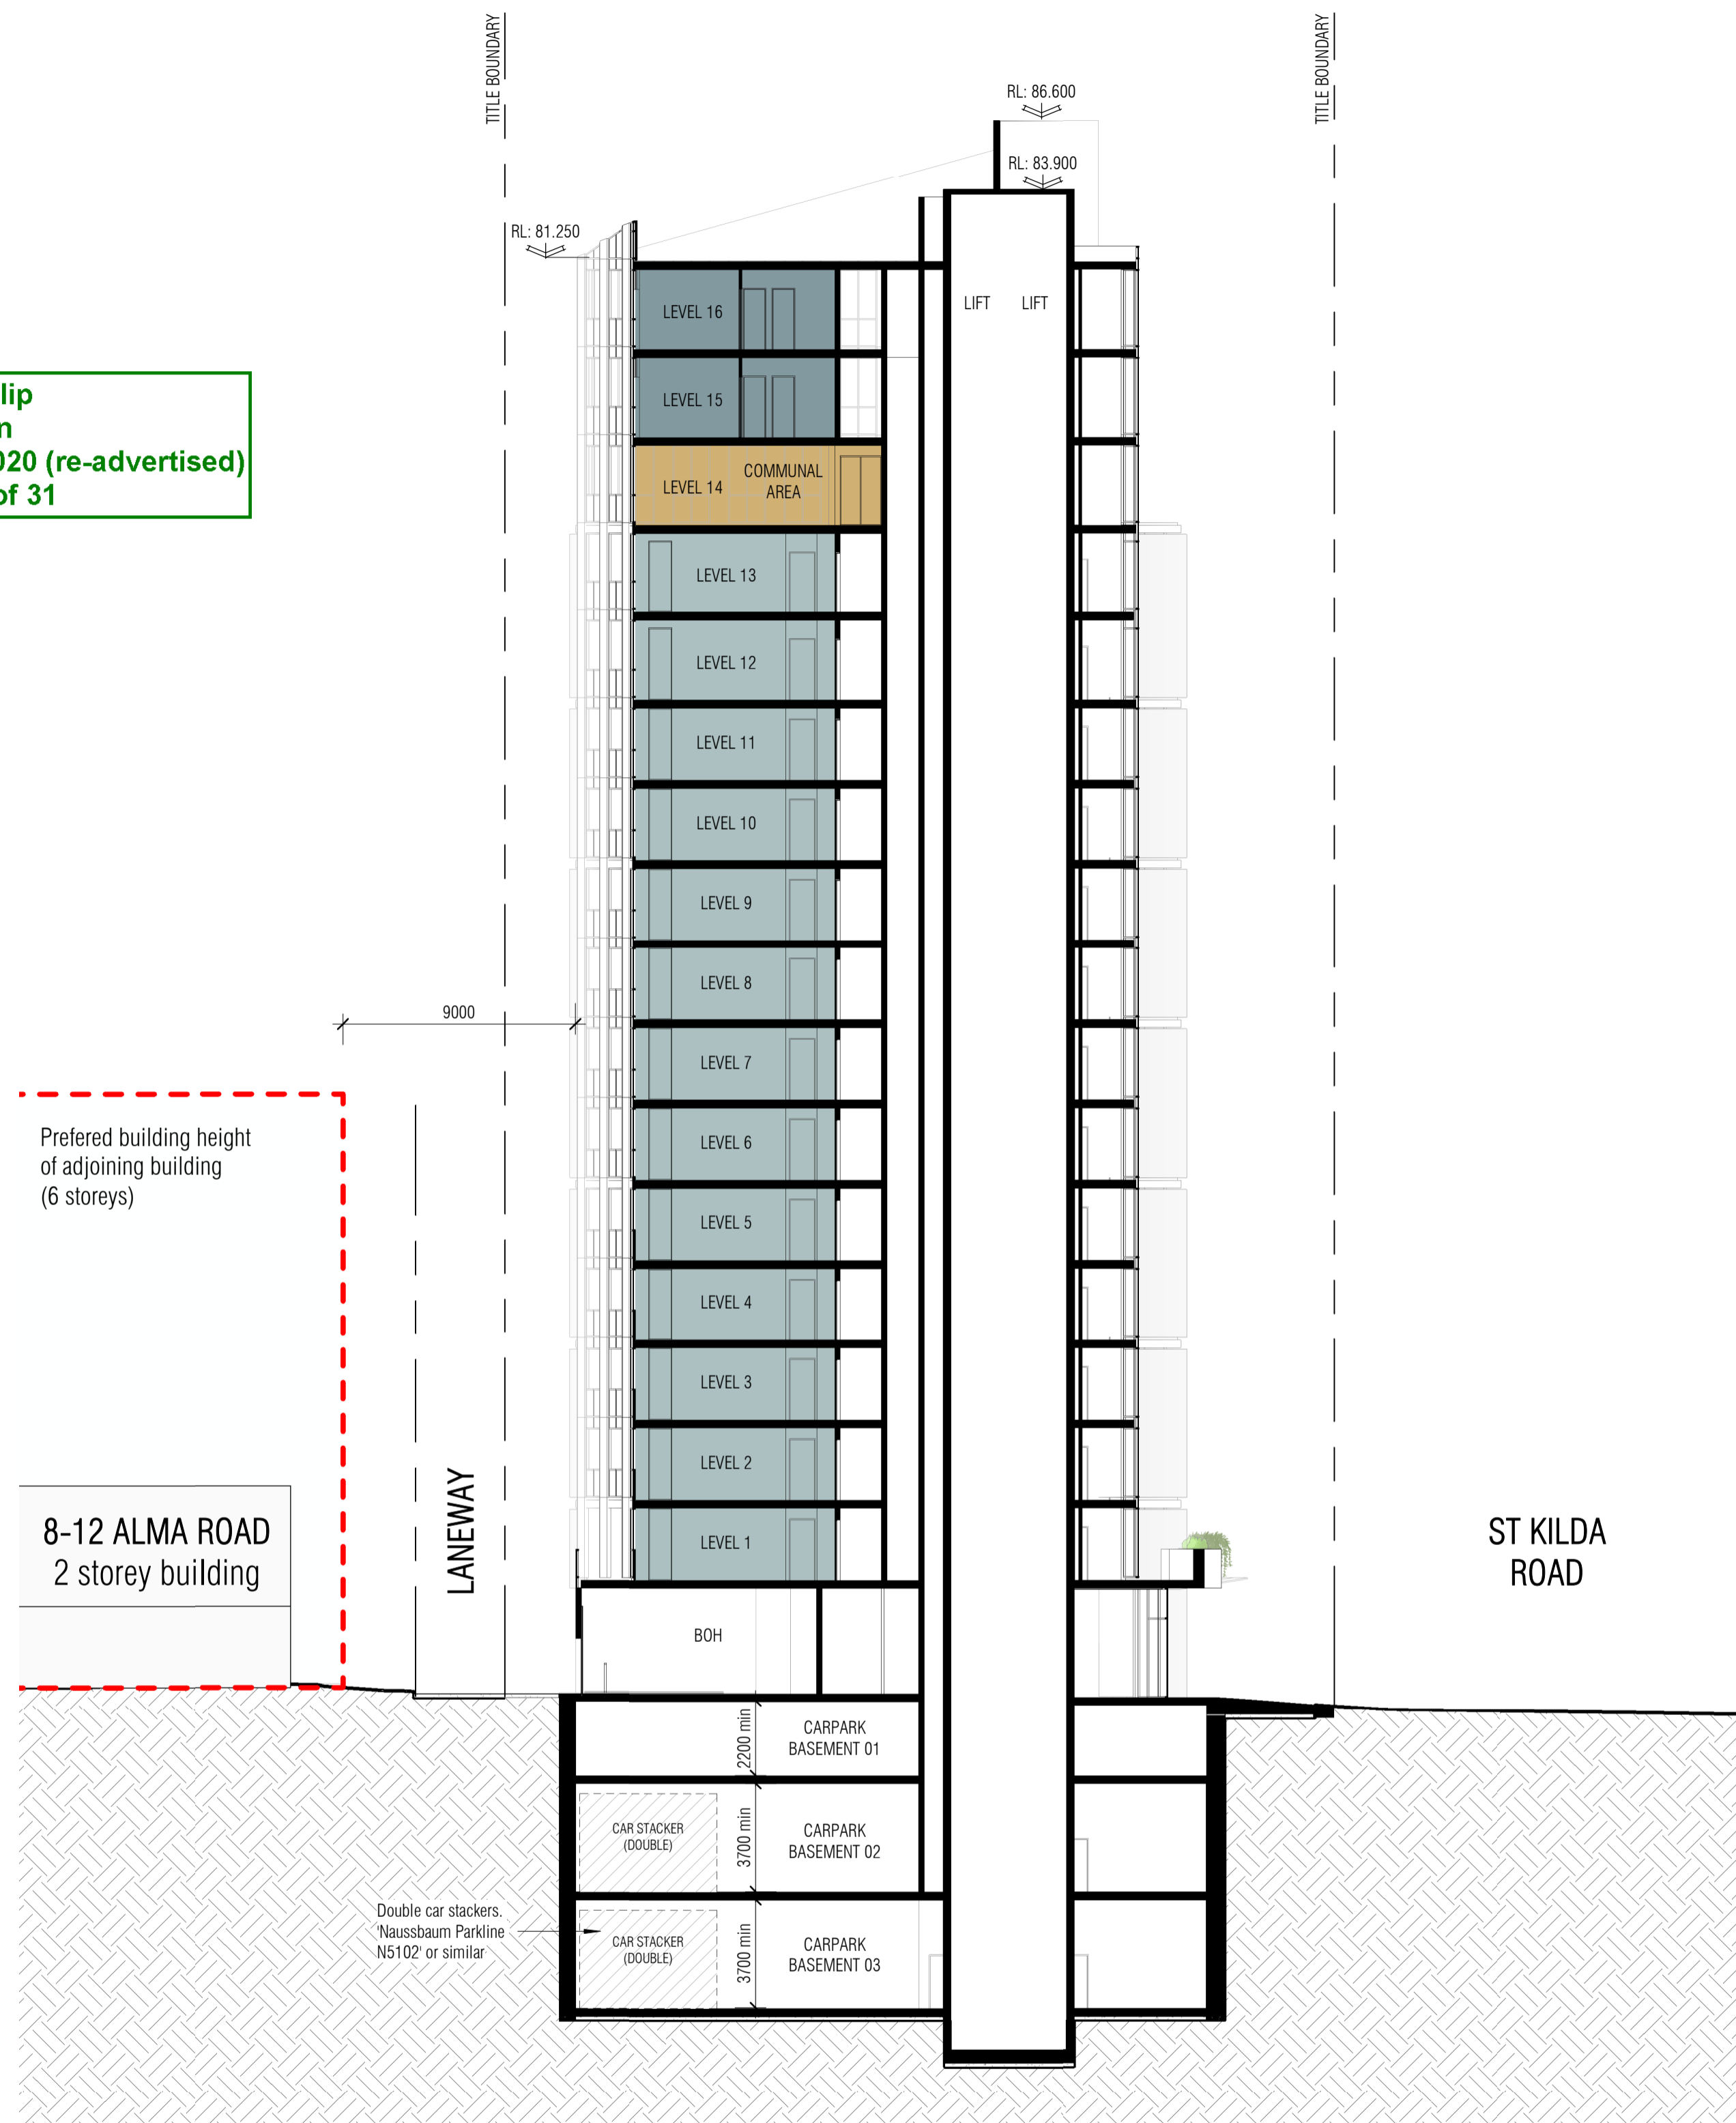 TITLE BOUNDARY
TITLE BOUNDARY
RL: 86.600
RL: 83.900
RL: 81.250
LIFT LIFT
LEVEL 16
LEVEL 15
lip
n
020 (re-advertised)
of 31
LEVEL 14
COMMUNAL
AREA
LEVEL 13
LEVEL 12
LEVEL 11
LEVEL 10
LEVEL 9
LEVEL 8
9000
LEVEL 7
Prefered building height
of adjoining building
(6 storeys)
LEVEL 6
LEVEL 5
LEVEL 4
LEVEL 3
LEVEL 2
LEVEL 1
8-12 ALMA ROAD
2 storey building
LANEWAY
ST KILDA
ROAD
BOH
2200 min
CARPARK
BASEMENT 01
CAR STACKER
(DOUBLE)
3700 min
CARPARK
BASEMENT 02
Double car stackers.
'Naussbaum Parkline
N5102' or similar
CAR STACKER
(DOUBLE)
3700 min
CARPARK
BASEMENT 03